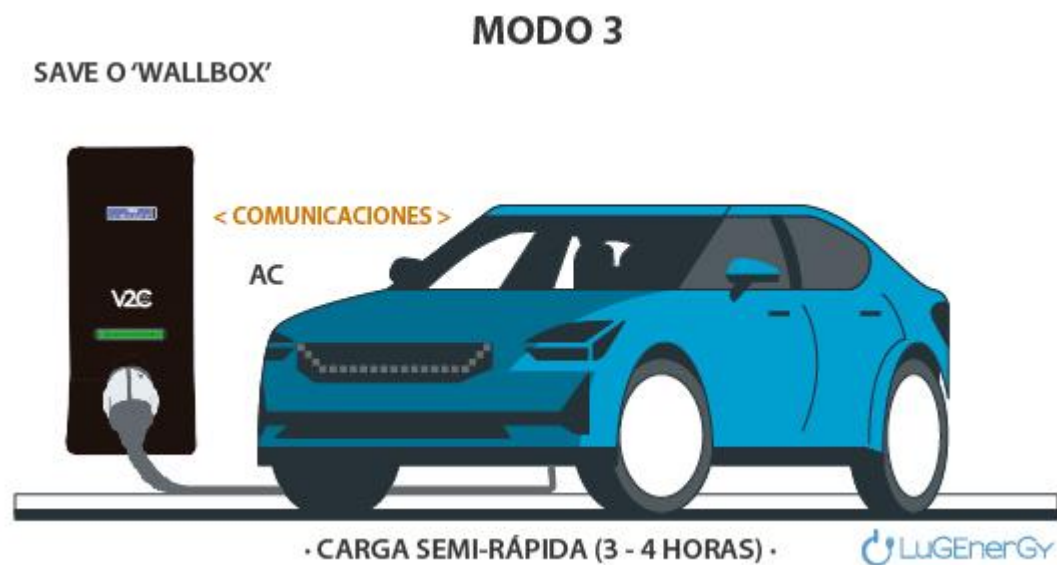 MODO 3
SAVE O 'WALLBOX'
< COMUNICACIONES >
AC
V2C
· CARGA SEMI-RÁPIDA (3 - 4 HORAS) ·
LuGEnerGy